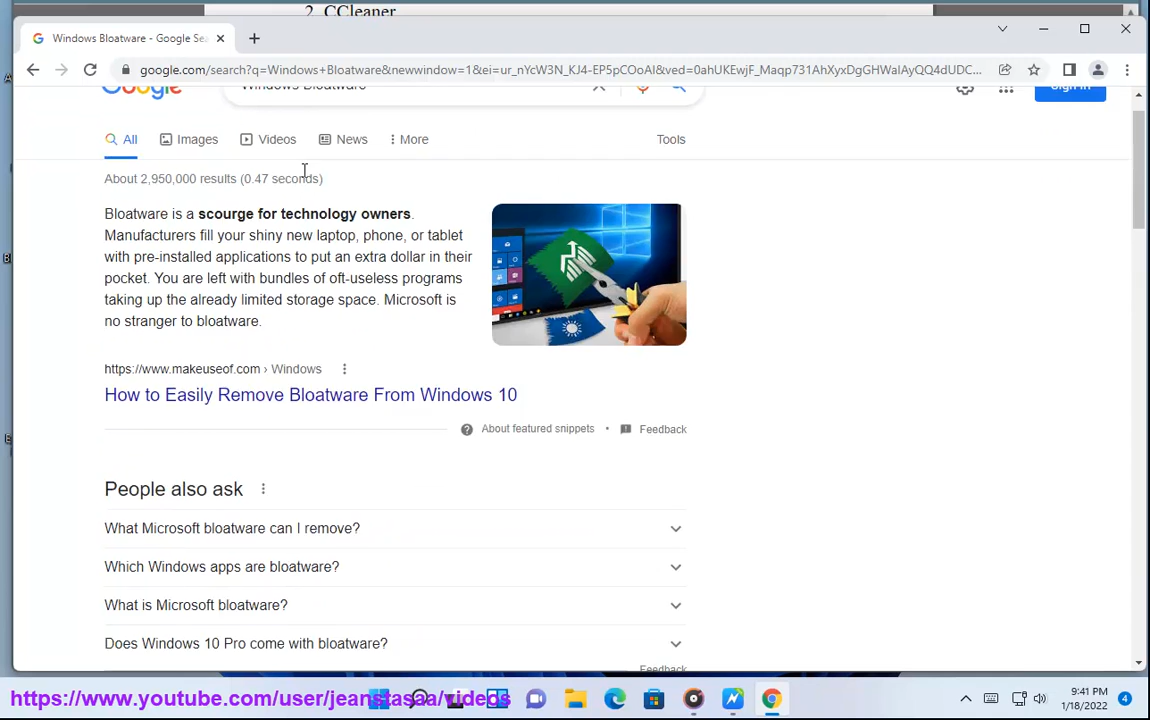 2. CCleaner
Windows Bloatware - Google Sea
google.com/search?q=Windows+Bloatware&newwindow=1&ei=ur_nYcW3N_KJ4-EP5pCOoAI&ved=0ahUKEwjF_Maqp731AhXyxDgGHWaIAyQQ4dUDC...
Google
Windows Bloatware
Sign in
All
Images
Videos
News
More
Tools
About 2,950,000 results (0.47 seconds)
Bloatware is a scourge for technology owners.
Manufacturers fill your shiny new laptop, phone, or tablet
with pre-installed applications to put an extra dollar in their
pocket. You are left with bundles of oft-useless programs
taking up the already limited storage space. Microsoft is
no stranger to bloatware.
https://www.makeuseof.com › Windows
How to Easily Remove Bloatware From Windows 10
About featured snippets
•
Feedback
People also ask
What Microsoft bloatware can I remove?
Which Windows apps are bloatware?
What is Microsoft bloatware?
Does Windows 10 Pro come with bloatware?
Feedback
https://www.youtube.com/user/jeanstasaa/videos
9:41 PM
1/18/2022
4